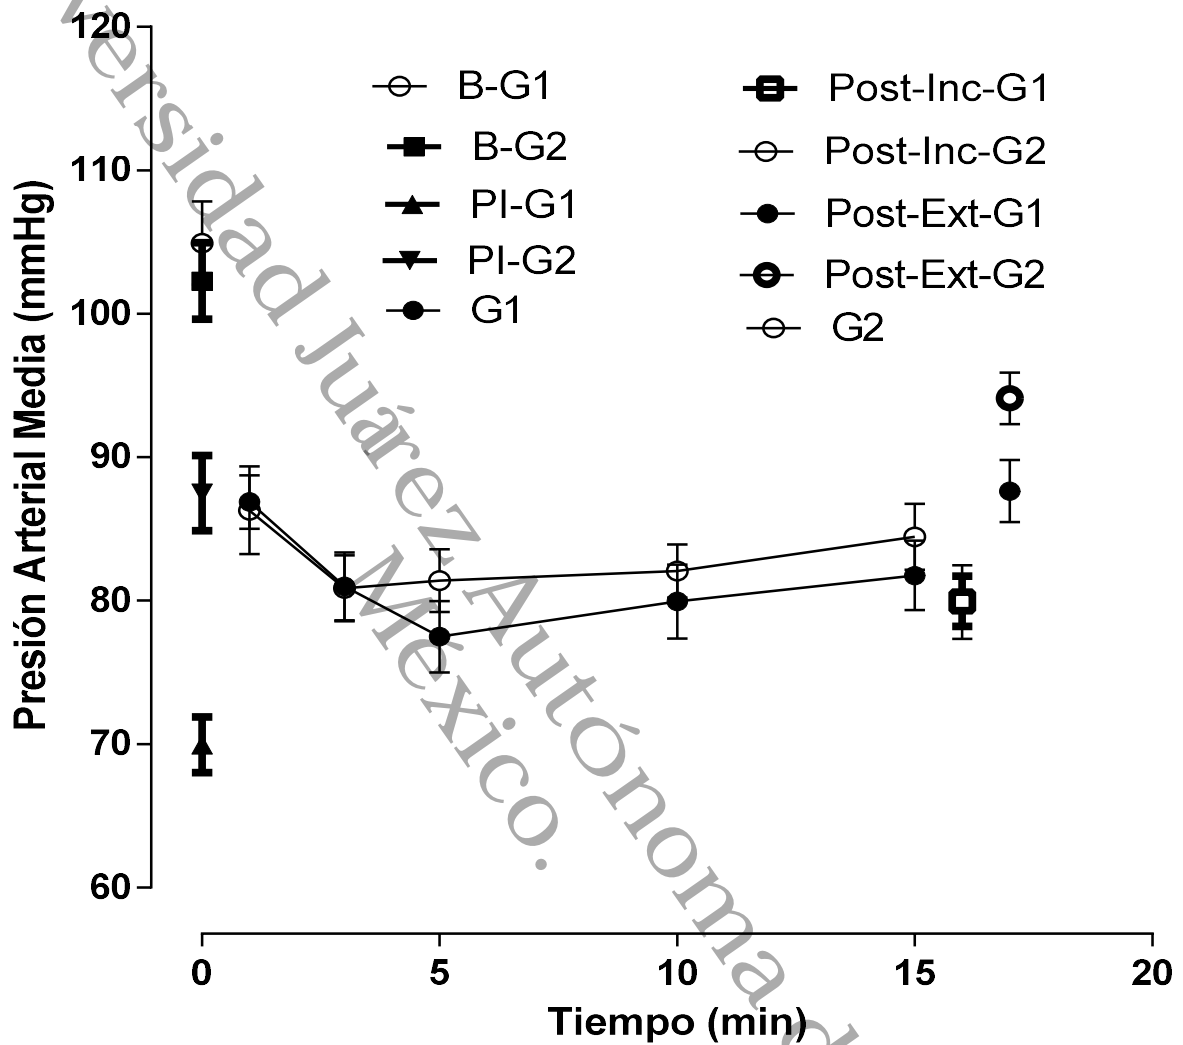 120
110
100
90
80
70
60
Presión Arterial Media (mmHg)
B-G1
B-G2
PI-G1
PI-G2
G1
Post-Inc-G1
Post-Inc-G2
Post-Ext-G1
Post-Ext-G2
G2
0 5 10 15 20
Tiempo (min)
versidad Juárez Autónoma d
México.